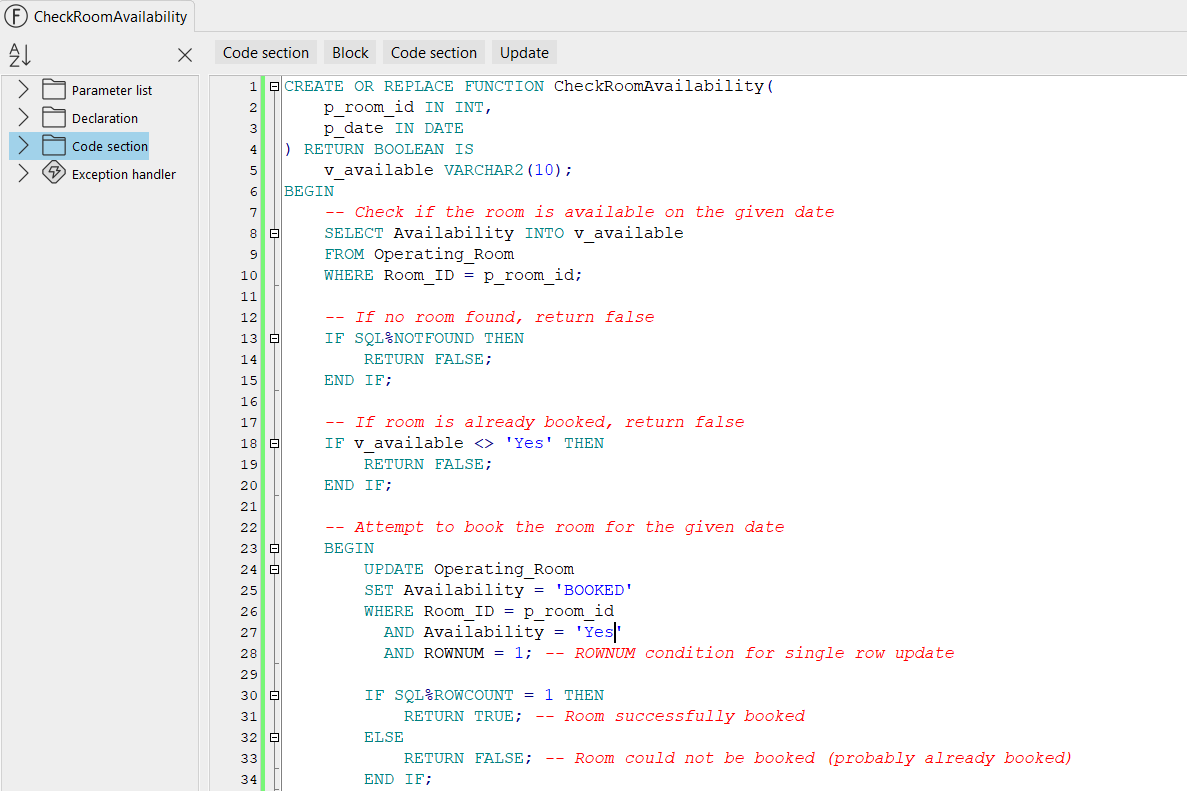 CheckRoomAvailability
Code section Block Code section Update
Parameter list
Declaration
Code section
Exception handler
1 CREATE OR REPLACE FUNCTION CheckRoomAvailability(
2 p_room_id IN INT,
3 p_date IN DATE
4 ) RETURN BOOLEAN IS
5 v_available VARCHAR2(10);
6 BEGIN
7 -- Check if the room is available on the given date
8 SELECT Availability INTO v_available
9 FROM Operating_Room
10 WHERE Room_ID = p_room_id;
11
12 -- If no room found, return false
13 IF SQL%NOTFOUND THEN
14 RETURN FALSE;
15 END IF;
16
17 -- If room is already booked, return false
18 IF v_available <> 'Yes' THEN
19 RETURN FALSE;
20 END IF;
21
22 -- Attempt to book the room for the given date
23 BEGIN
24 UPDATE Operating_Room
25 SET Availability = 'BOOKED'
26 WHERE Room_ID = p_room_id
27 AND Availability = 'Yes'
28 AND ROWNUM = 1; -- ROWNUM condition for single row update
29
30 IF SQL%ROWCOUNT = 1 THEN
31 RETURN TRUE; -- Room successfully booked
32 ELSE
33 RETURN FALSE; -- Room could not be booked (probably already booked)
34 END IF;